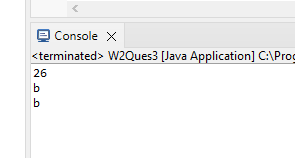 Console
<terminated> W2Ques3 [Java Application] C:\Prog
26
b
b